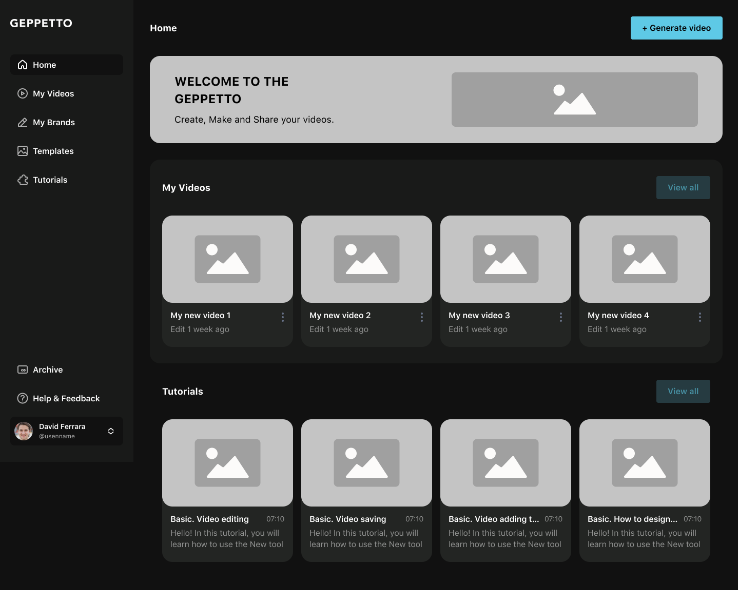 GEPPETTO
Home
My Videos
My Brands
Templates
Tutorials
Archive
Help & Feedback
David Ferrara
@username
Home
+ Generate video
WELCOME TO THE
GEPPETTO
Create, Make and Share your videos.
My Videos
View all
My new video 1
Edit 1 week ago
My new video 2
Edit 1 week ago
My new video 3
Edit 1 week ago
My new video 4
Edit 1 week ago
Tutorials
View all
Basic. Video editing 07:10
Hello! In this tutorial, you will
learn how to use the New tool
Basic. Video saving 07:10
Hello! In this tutorial, you will
learn how to use the New tool
Basic. Video adding t... 07:10
Hello! In this tutorial, you will
learn how to use the New tool
Basic. How to design... 07:10
Hello! In this tutorial, you will
learn how to use the New tool